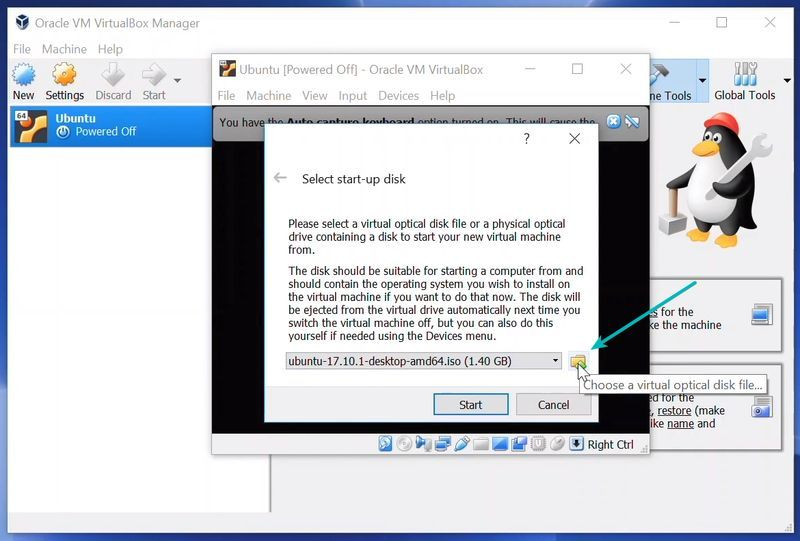 Oracle VM VirtualBox Manager
File Machine Help
New Settings Discard Start
ne Tools Global Tools
64 Ubuntu
Powered Off
Ubuntu [Powered Off] - Oracle VM VirtualBox
File Machine View Input Devices Help
You have the Auto capture keyboard option turned on. This will cause the
?
Select start-up disk
Please select a virtual optical disk file or a physical optical
drive containing a disk to start your new virtual machine
from.
The disk should be suitable for starting a computer from and
should contain the operating system you wish to install on
the virtual machine if you want to do that now. The disk will
be ejected from the virtual drive automatically next time you
switch the virtual machine off, but you can also do this
yourself if needed using the Devices menu.
ubuntu-17.10.1-desktop-amd64.iso (1.40 GB)
Choose a virtual optical disk file...
Start Cancel
Right Ctrl
for the
ke the machine
ed for the
restore (make
like name and